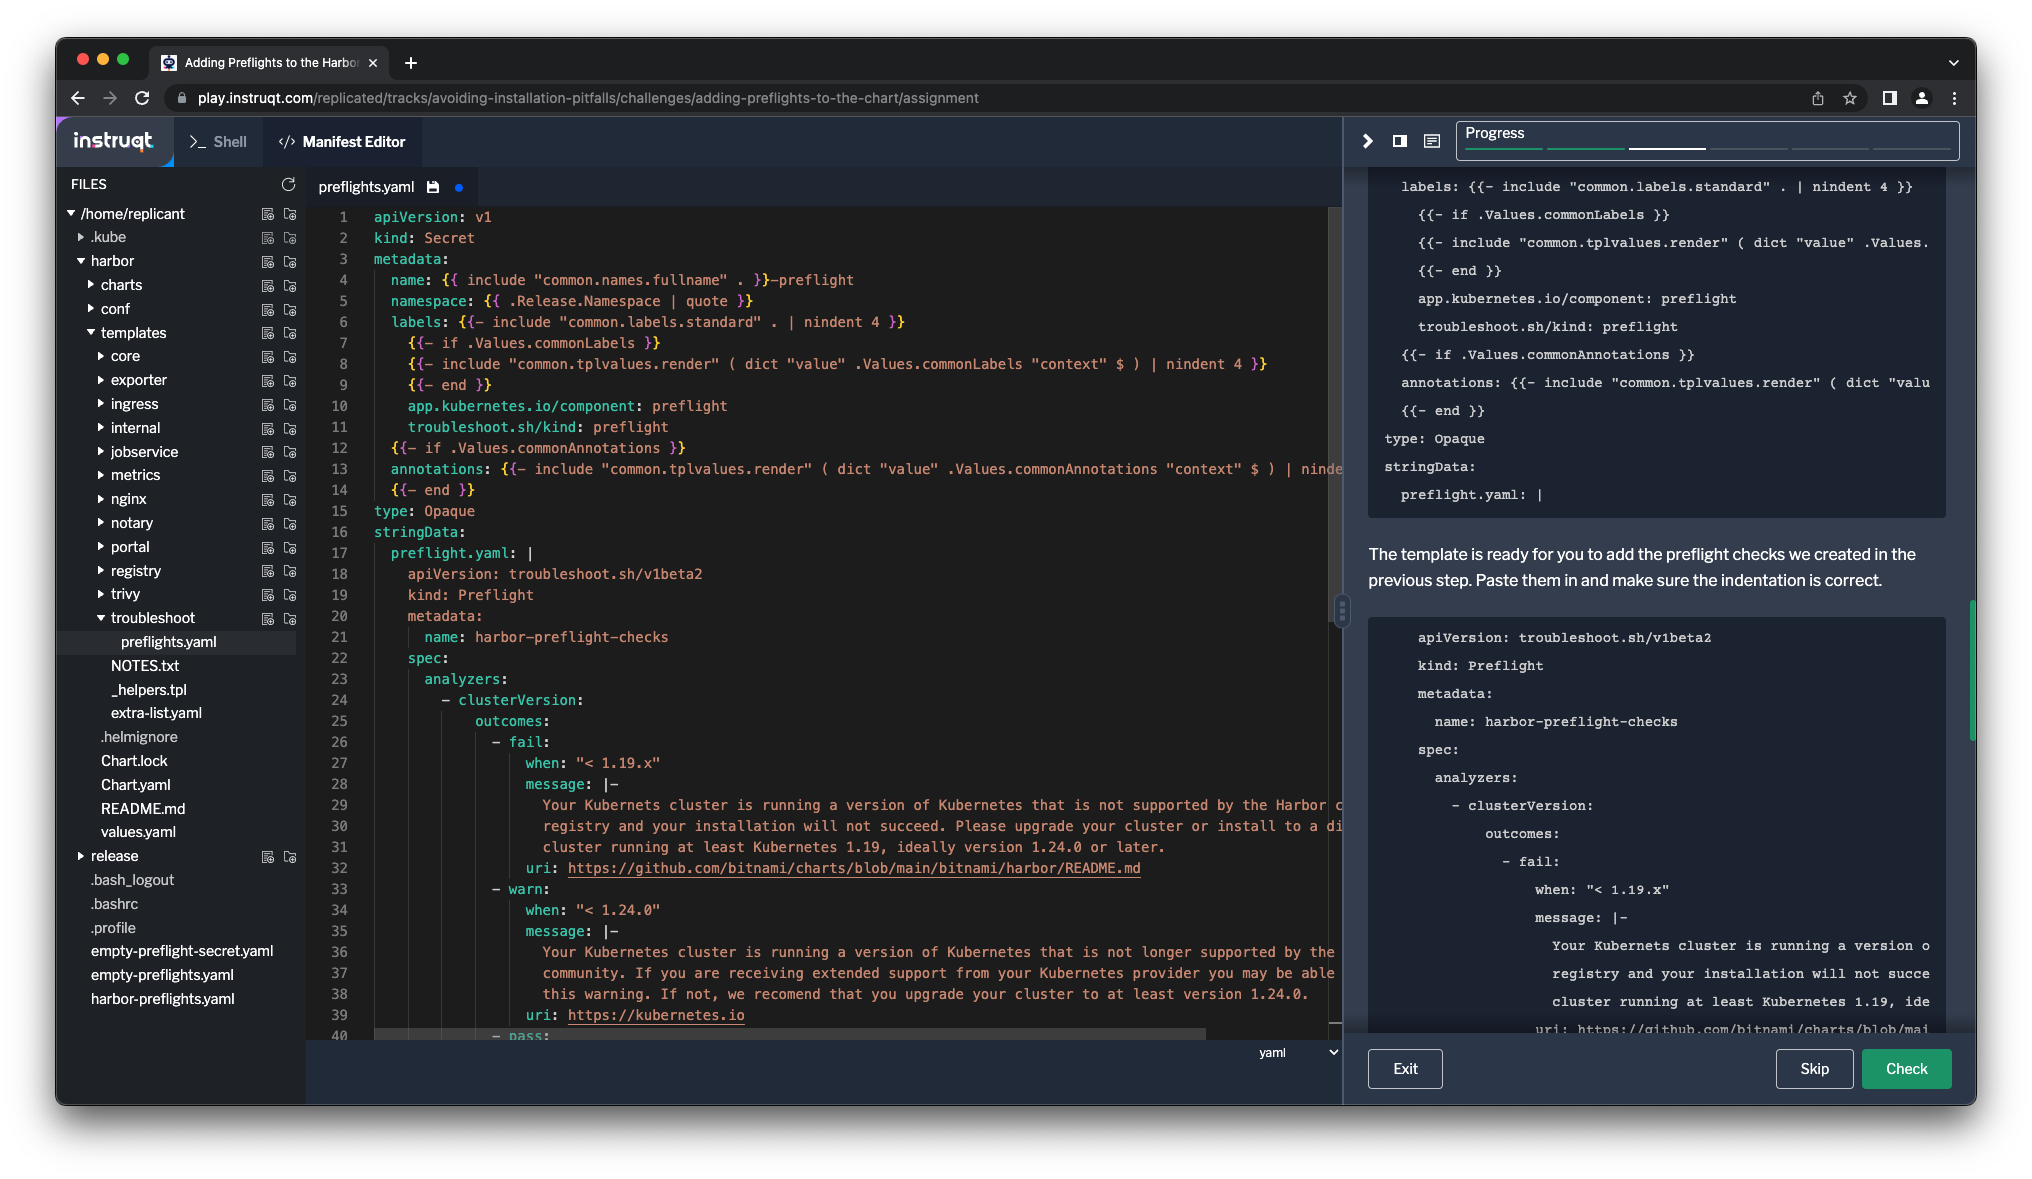 Adding Preflights to the Harbo
play.instruqt.com/replicated/tracks/avoiding-installation-pitfalls/challenges/adding-preflights-to-the-chart/assignment
instruqt
>_ Shell
</> Manifest Editor
Progress
FILES
/home/replicant
.kube
harbor
charts
conf
templates
core
exporter
ingress
internal
jobservice
metrics
nginx
notary
portal
registry
trivy
troubleshoot
preflights.yaml
NOTES.txt
_helpers.tpl
extra-list.yaml
.helmignore
Chart.lock
Chart.yaml
README.md
values.yaml
release
.bash_logout
.bashrc
.profile
empty-preflight-secret.yaml
empty-preflights.yaml
harbor-preflights.yaml
preflights.yaml
1 apiVersion: v1
2 kind: Secret
3 metadata:
4 name: {{ include "common.names.fullname" . }}-preflight
5 namespace: {{ .Release.Namespace | quote }}
6 labels: {{- include "common.labels.standard" . | nindent 4 }}
7 {{- if .Values.commonLabels }}
8 {{- include "common.tplvalues.render" ( dict "value" .Values.commonLabels "context" $ ) | nindent 4 }}
9 {{- end }}
10 app.kubernetes.io/component: preflight
11 troubleshoot.sh/kind: preflight
12 {{- if .Values.commonAnnotations }}
13 annotations: {{- include "common.tplvalues.render" ( dict "value" .Values.commonAnnotations "context" $ ) | ninde
14 {{- end }}
15 type: Opaque
16 stringData:
17 preflight.yaml: |
18 apiVersion: troubleshoot.sh/v1beta2
19 kind: Preflight
20 metadata:
21 name: harbor-preflight-checks
22 spec:
23 analyzers:
24 - clusterVersion:
25 outcomes:
26 - fail:
27 when: "< 1.19.x"
28 message: |-
29 Your Kubernets cluster is running a version of Kubernetes that is not supported by the Harbor c
30 registry and your installation will not succeed. Please upgrade your cluster or install to a di
31 cluster running at least Kubernetes 1.19, ideally version 1.24.0 or later.
32 uri: https://github.com/bitnami/charts/blob/main/bitnami/harbor/README.md
33 - warn:
34 when: "< 1.24.0"
35 message: |-
36 Your Kubernetes cluster is running a version of Kubernetes that is not longer supported by the
37 community. If you are receiving extended support from your Kubernetes provider you may be able
38 this warning. If not, we recomend that you upgrade your cluster to at least version 1.24.0.
39 uri: https://kubernetes.io
40 - pass:
yaml
labels: {{- include "common.labels.standard" . | nindent 4 }}
{{- if .Values.commonLabels }}
{{- include "common.tplvalues.render" ( dict "value" .Values.
{{- end }}
app.kubernetes.io/component: preflight
troubleshoot.sh/kind: preflight
{{- if .Values.commonAnnotations }}
annotations: {{- include "common.tplvalues.render" ( dict "valu
{{- end }}
type: Opaque
stringData:
preflight.yaml: |
The template is ready for you to add the preflight checks we created in the
previous step. Paste them in and make sure the indentation is correct.
apiVersion: troubleshoot.sh/v1beta2
kind: Preflight
metadata:
name: harbor-preflight-checks
spec:
analyzers:
- clusterVersion:
outcomes:
- fail:
when: "< 1.19.x"
message: |-
Your Kubernets cluster is running a version o
registry and your installation will not succe
cluster running at least Kubernetes 1.19, ide
uri: https://github.com/bitnami/charts/blob/mai
Exit
Skip
Check